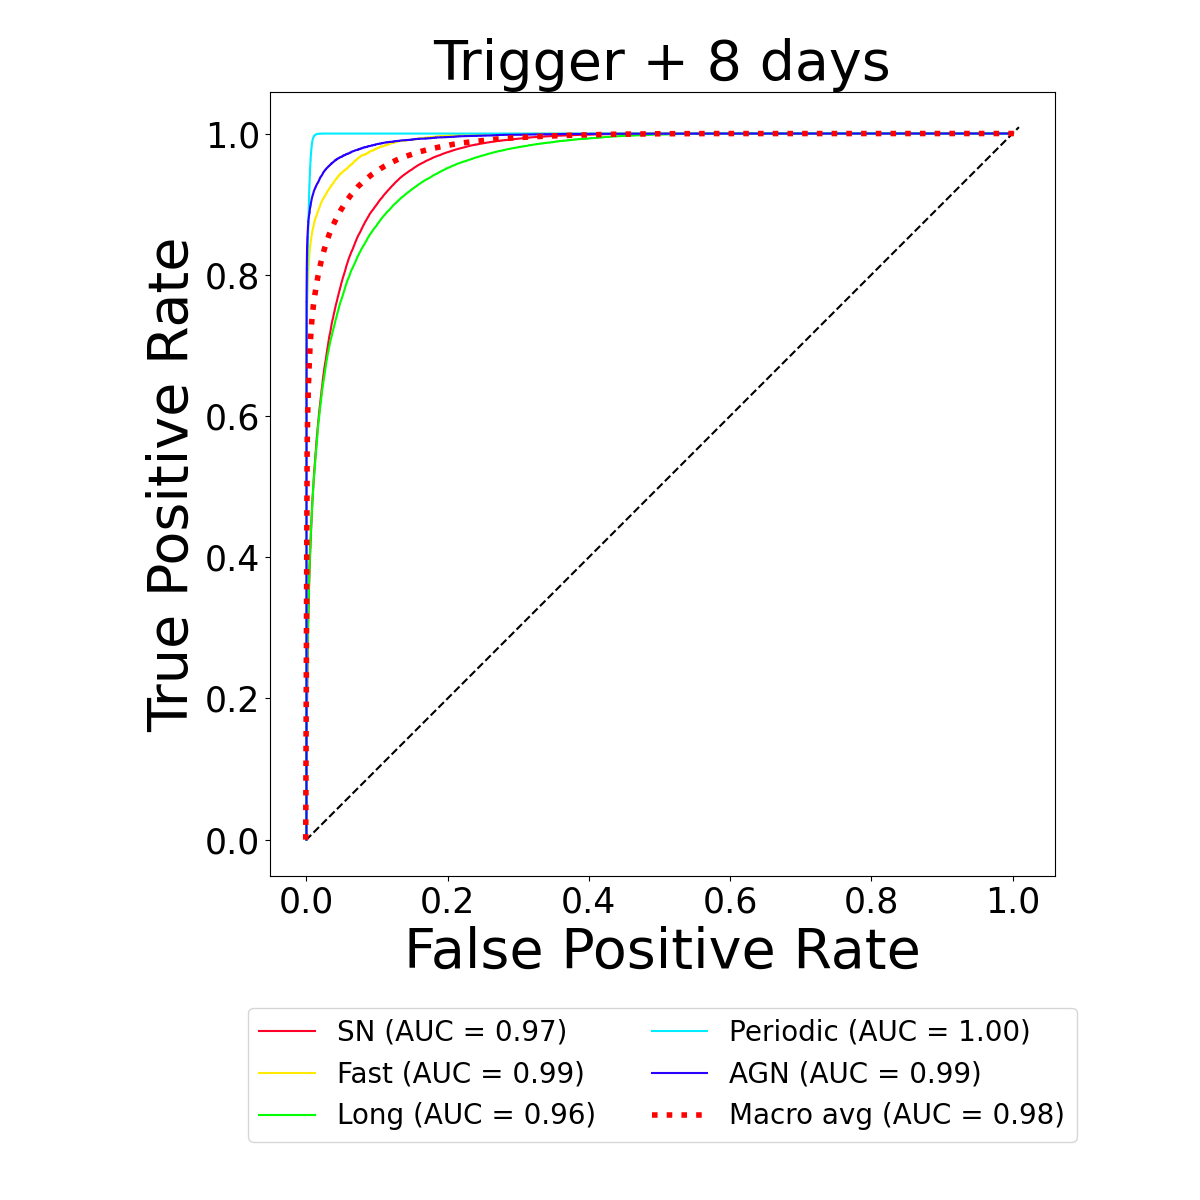 Trigger + 8 days
True Positive Rate
1.0
0.8
0.6
0.4
0.2
0.0
0.0 0.2 0.4 0.6 0.8 1.0
False Positive Rate
SN (AUC = 0.97)
Fast (AUC = 0.99)
Long (AUC = 0.96)
Periodic (AUC = 1.00)
AGN (AUC = 0.99)
Macro avg (AUC = 0.98)